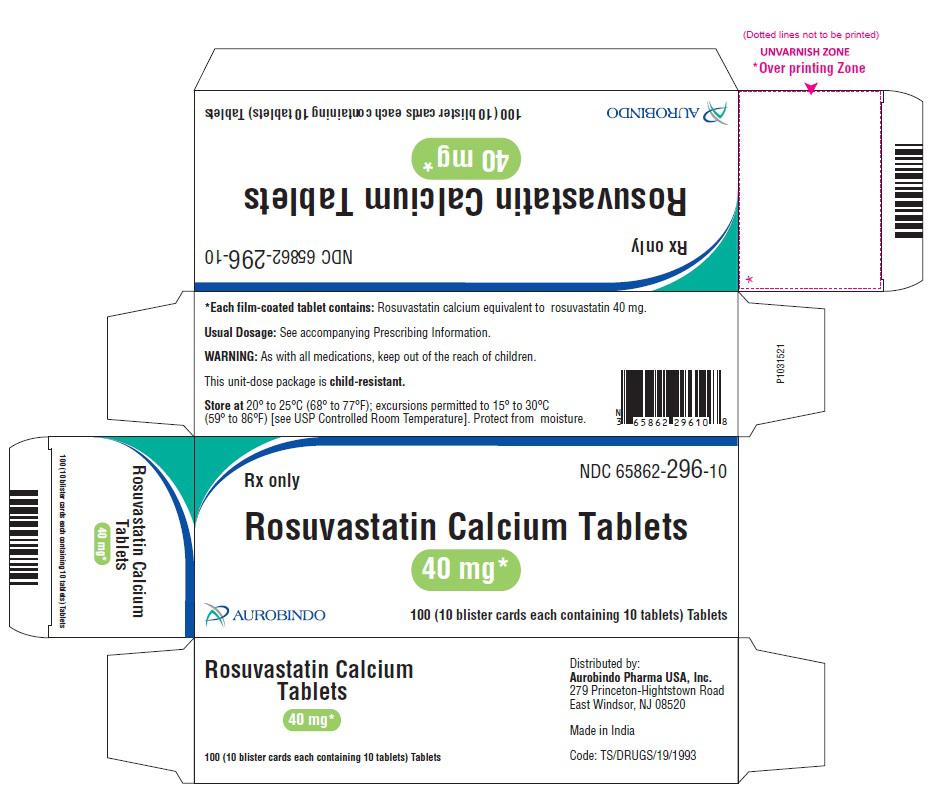 (Dotted lines not to be printed)
UNVARNISH ZONE
*Over printing Zone
100 (10 blister cards each containing 10 tablets) Tablets
AUROBINDO
40 mg*
Rosuvastatin Calcium Tablets
Rx only
NDC 65862-296-10
*
*Each film-coated tablet contains: Rosuvastatin calcium equivalent to rosuvastatin 40 mg.
Usual Dosage: See accompanying Prescribing Information.
WARNING: As with all medications, keep out of the reach of children.
This unit-dose package is child-resistant.
Store at 20° to 25°C (68° to 77°F); excursions permitted to 15° to 30°C
(59° to 86°F) [see USP Controlled Room Temperature]. Protect from moisture.
N
3 65862 29610 8
P1031521
Rosuvastatin Calcium
Tablets
40 mg*
100 (10 blister cards each containing 10 tablets) Tablets
Rx only
NDC 65862-296-10
Rosuvastatin Calcium Tablets
40 mg*
AUROBINDO
100 (10 blister cards each containing 10 tablets) Tablets
Rosuvastatin Calcium
Tablets
40 mg*
100 (10 blister cards each containing 10 tablets) Tablets
Distributed by:
Aurobindo Pharma USA, Inc.
279 Princeton-Hightstown Road
East Windsor, NJ 08520
Made in India
Code: TS/DRUGS/19/1993